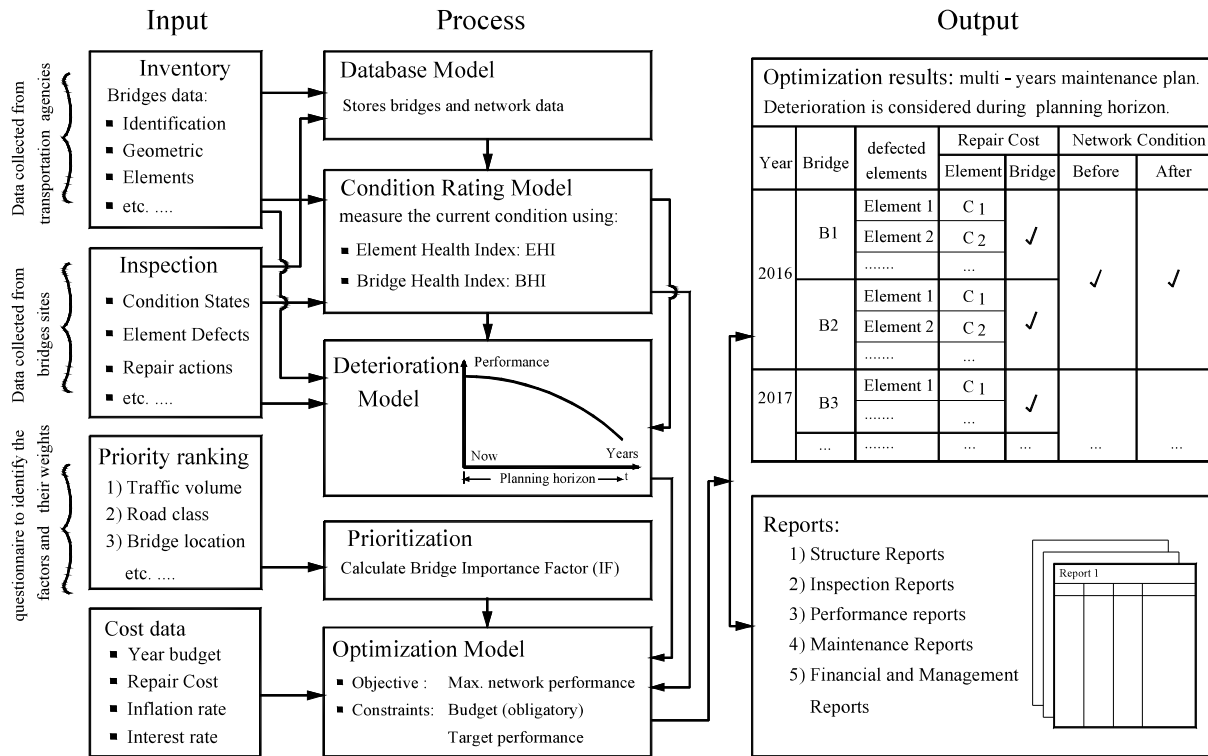 Input
Process
Output
Data collected from
transportation agencies
Inventory
Bridges data:
▪ Identification
▪ Geometric
▪ Elements
▪ etc. ....
Data collected from
bridges sites
Inspection
▪ Condition States
▪ Element Defects
▪ Repair actions
▪ etc. ....
questionnaire to identify the
factors and their weights
Priority ranking
1) Traffic volume
2) Road class
3) Bridge location
etc. ....
Cost data
▪ Year budget
▪ Repair Cost
▪ Inflation rate
▪ Interest rate
Database Model
Stores bridges and network data
Condition Rating Model
measure the current condition using:
▪ Element Health Index: EHI
▪ Bridge Health Index: BHI
Deterioration
Model
Performance
Now
Years
Planning horizon
t
Prioritization
Calculate Bridge Importance Factor (IF)
Optimization Model
▪ Objective : Max. network performance
▪ Constraints: Budget (obligatory)
Target performance
Optimization results: multi - years maintenance plan.
Deterioration is considered during planning horizon.
Year Bridge defected elements Repair Cost Network Condition
Element Bridge Before After
2016 B1 Element 1 C1 ✓ ✓ ✓
Element 2 C2
....... ...
B2 Element 1 C1 ✓
Element 2 C2
....... ...
2017 B3 Element 1 C1 ✓
....... ...
... ....... ... ... ... ...
Reports:
1) Structure Reports
2) Inspection Reports
3) Performance reports
4) Maintenance Reports
5) Financial and Management
Reports
Report 1